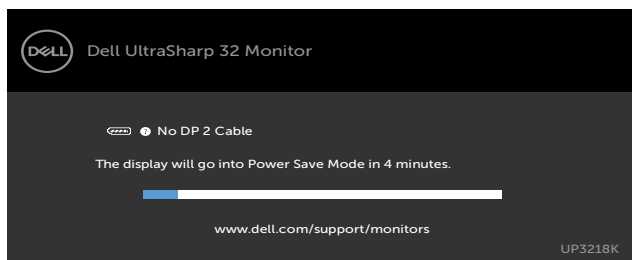 DELL Dell UltraSharp 32 Monitor
No DP 2 Cable
The display will go into Power Save Mode in 4 minutes.
www.dell.com/support/monitors
UP3218K